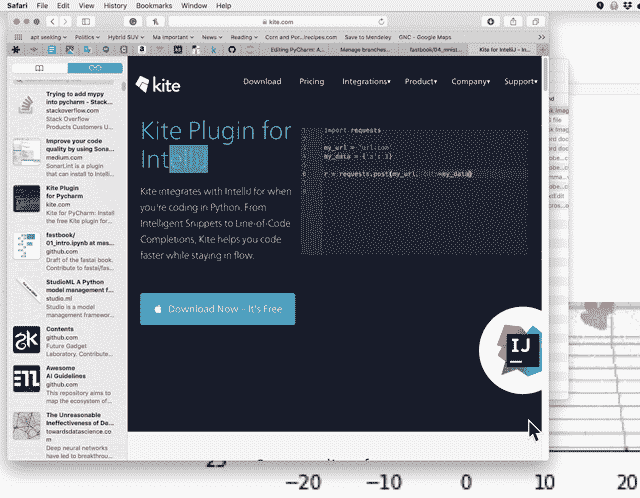 Safari File Edit View History Bookmarks Window Help
kite.com
apt seeking Politics Hybrid SUV Ma Important News Reading Corn and Por...lrecipes.com Save to Mendeley GNC - Google Maps
Editing PyCharm: A... Manage branches... fastbook/04_mnist... Kite for IntelliJ - Kite
Trying to add mypy
into pycharm - Stack...
stackoverflow.com
Stack Overflow
Products Customers U...
Improve your code
quality by using Sona...
medium.com
SonarLint is a plugin
that can install to Intelli...
Kite Plugin
for Pycharm
kite.com
Kite for PyCharm: Install
the free Kite plugin for...
fastbook/
01_intro.ipynb at mas...
github.com
Draft of the fastai book.
Contribute to fastai/fas...
StudioML A Python
model management f...
studio.ml
Studio is a model
management framewor...
Contents
github.com
Future Gadget
Laboratory. Contribute...
Awesome
AI Guidelines
github.com
This repository aims to
map the ecosystem of...
The Unreasonable
Ineffectiveness of De...
towardsdatascience.co
m
Deep neural networks
have led to breakthrou...
kite
Download Pricing Integrations Product Company Support
Kite Plugin for
IntelliJ
Kite integrates with IntelliJ for when
you're coding in Python. From
Intelligent Snippets to Line-of-Code
Completions, Kite helps you code
faster while staying in flow.
Download Now – It's Free
import requests
my_url = 'url.com'
my_data = {'a': 1}
r = requests.post(my_url, =my_data)
IJ
−20 −10 0 10 20